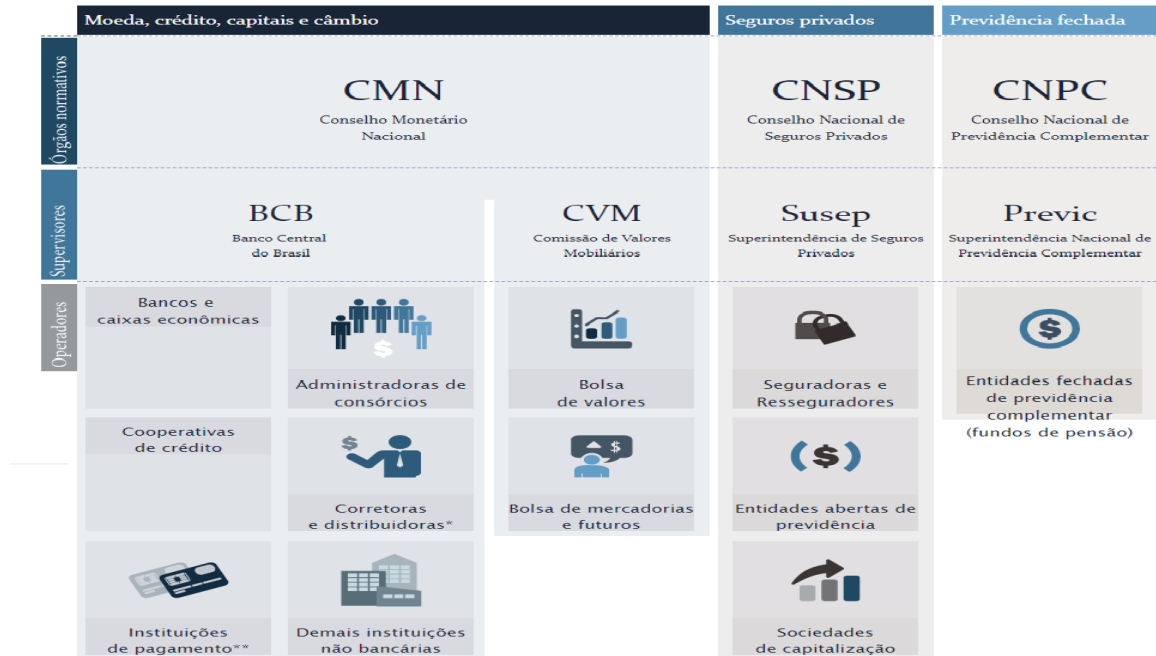 Moeda, crédito, capitais e câmbio
Seguros privados
Previdência fechada
Órgãos normativos
CMN
Conselho Monetário
Nacional
CNSP
Conselho Nacional de
Seguros Privados
CNPC
Conselho Nacional de
Previdência Complementar
Supervisores
BCB
Banco Central
do Brasil
CVM
Comissão de Valores
Mobiliários
Susep
Superintendência de Seguros
Privados
Previc
Superintendência Nacional de
Previdência Complementar
Operadores
Bancos e
caixas econômicas
$
Administradoras de
consórcios
Bolsa
de valores
Seguradoras e
Resseguradores
$
Entidades fechadas
de previdência
complementar
(fundos de pensão)
Cooperativas
de crédito
$
Corretoras
e distribuidoras*
$
Bolsa de mercadorias
e futuros
($)
Entidades abertas de
previdência
Instituições
de pagamento**
Demais instituições
não bancárias
Sociedades
de capitalização